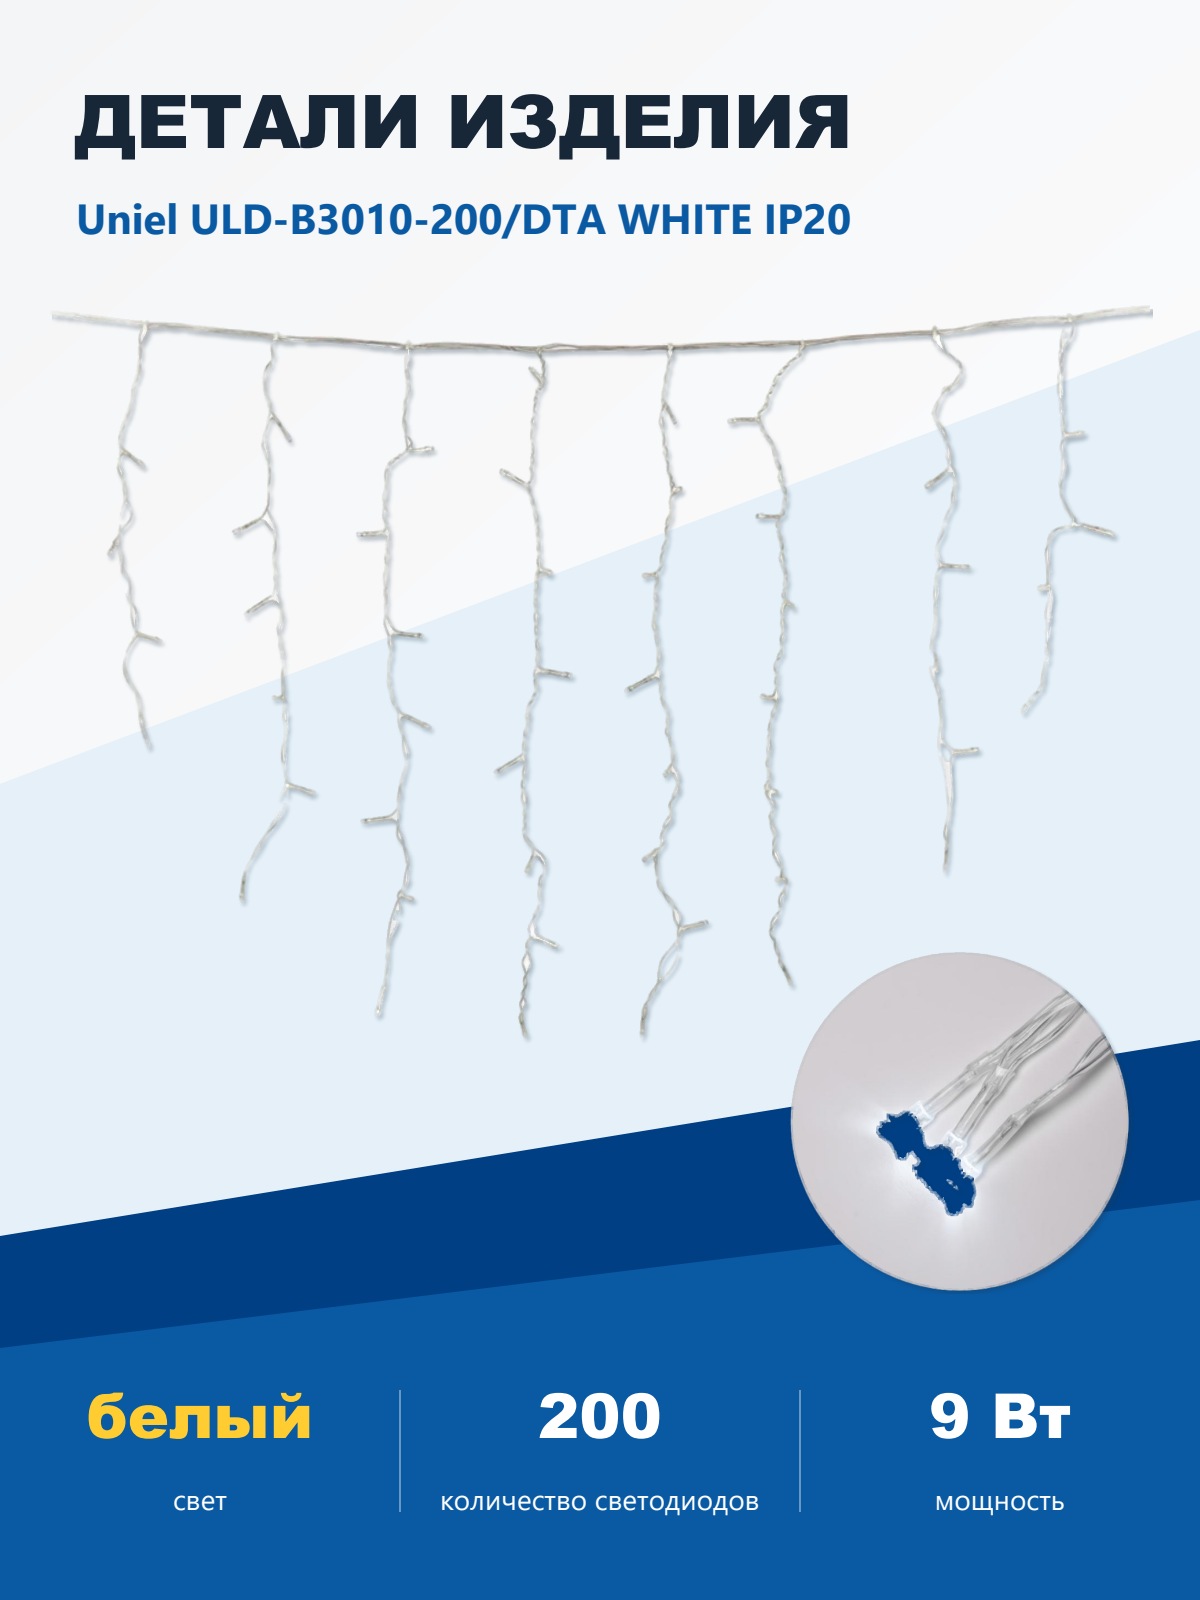 ДЕТАЛИ ИЗДЕЛИЯ
Uniel ULD-B3010-200/DTA WHITE IP20
белый
свет
200
количество светодиодов
9 Вт
мощность